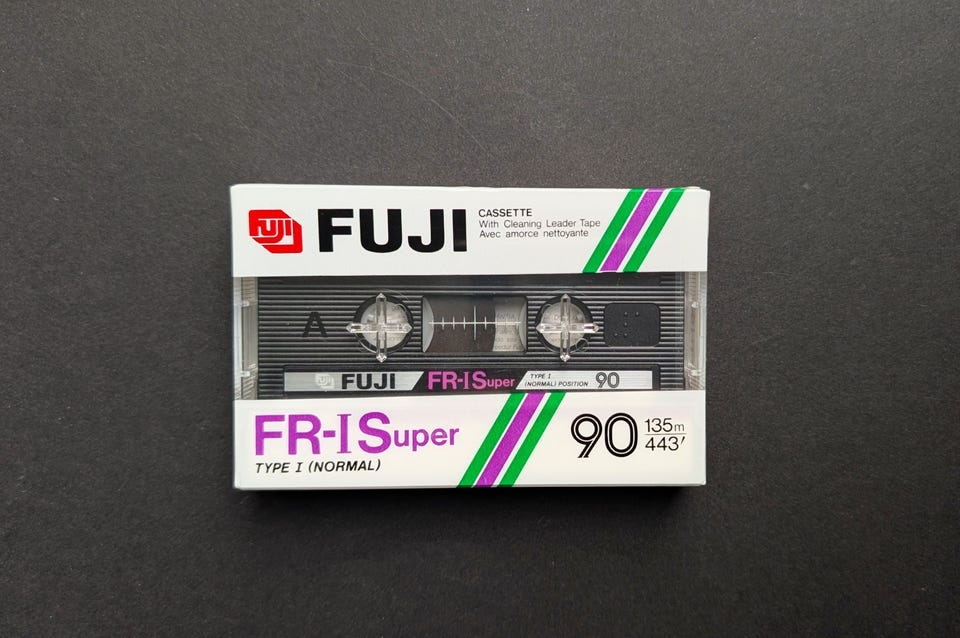 FUJI
FUJI
CASSETTE
With Cleaning Leader Tape
Avec amorce nettoyante
A
FUJI
FR-I Super
TYPE I
(NORMAL) POSITION
90
FR-I Super
TYPE I (NORMAL)
90
135m
443′